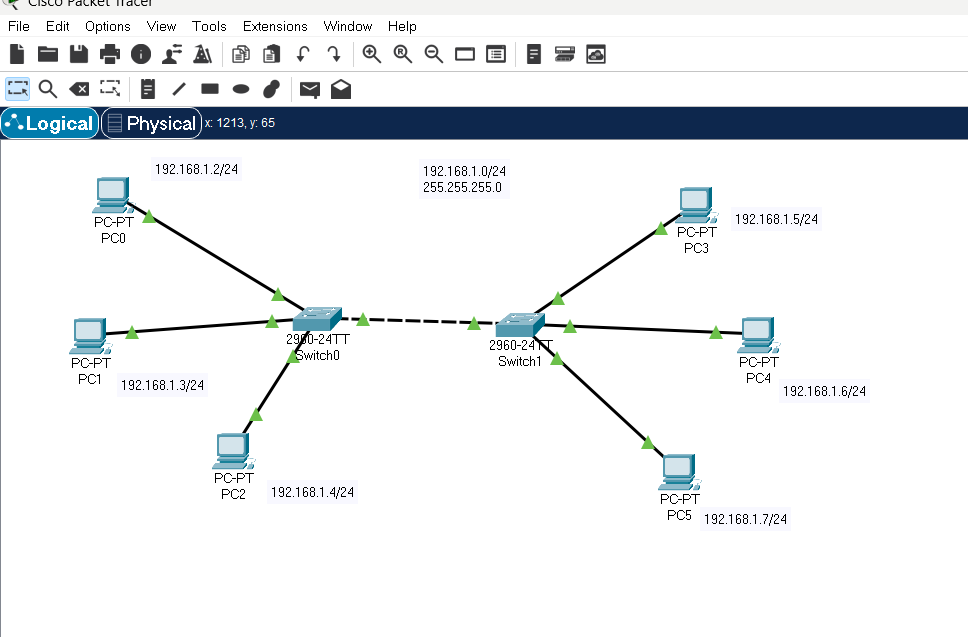 Cisco Packet Tracer
File Edit Options View Tools Extensions Window Help
Logical Physical x: 1213, y: 65
192.168.1.2/24
192.168.1.0/24
255.255.255.0
PC-PT
PC0
PC-PT
PC3
192.168.1.5/24
2960-24TT
Switch0
2960-24TT
Switch1
PC-PT
PC1
192.168.1.3/24
PC-PT
PC4
192.168.1.6/24
PC-PT
PC2
192.168.1.4/24
PC-PT
PC5
192.168.1.7/24